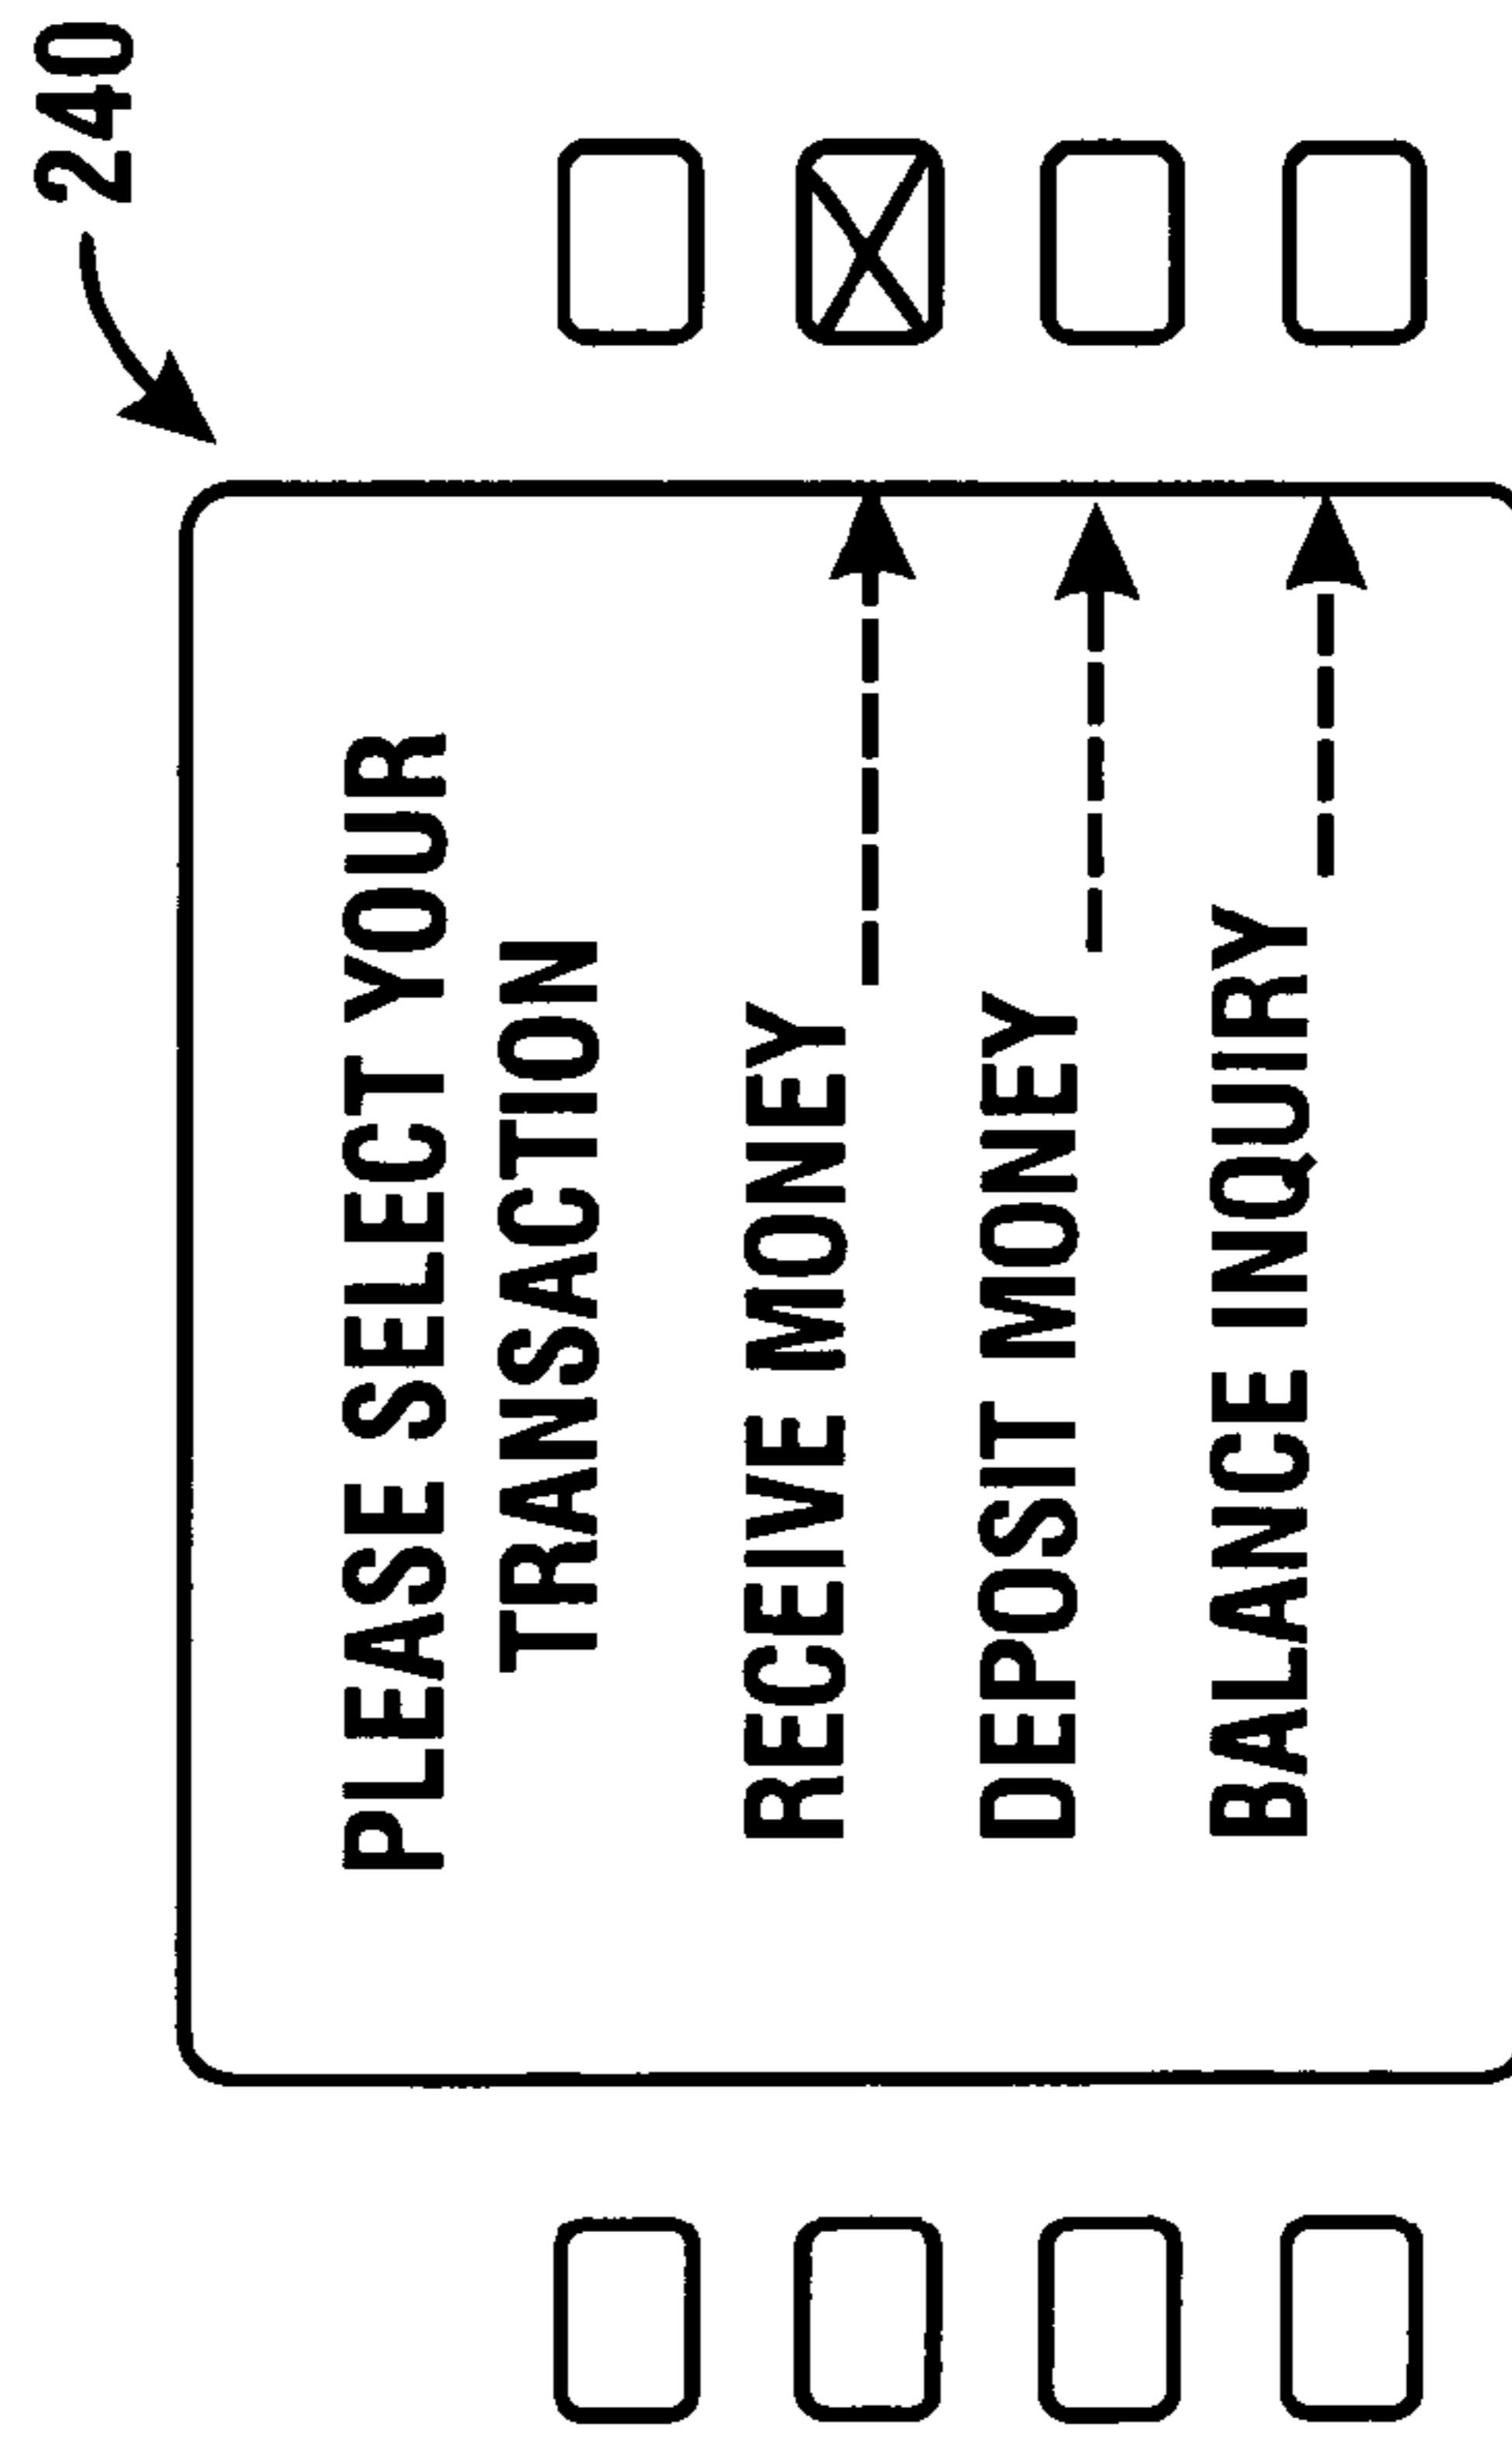 240
PLEASE SELECT YOUR
TRANSACTION
RECEIVE MONEY
DEPOSIT MONEY
BALANCE INQUIRY